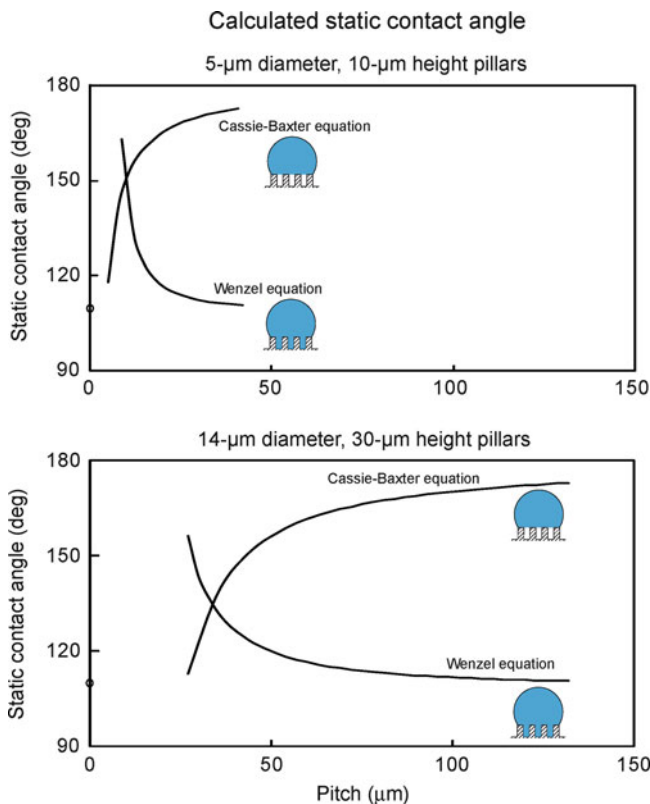 Calculated static contact angle
5-μm diameter, 10-μm height pillars
180
150
120
90
Static contact angle (deg)
Cassie-Baxter equation
Wenzel equation
0
50
100
150
14-μm diameter, 30-μm height pillars
180
150
120
90
Static contact angle (deg)
Cassie-Baxter equation
Wenzel equation
0
50
100
150
Pitch (μm)